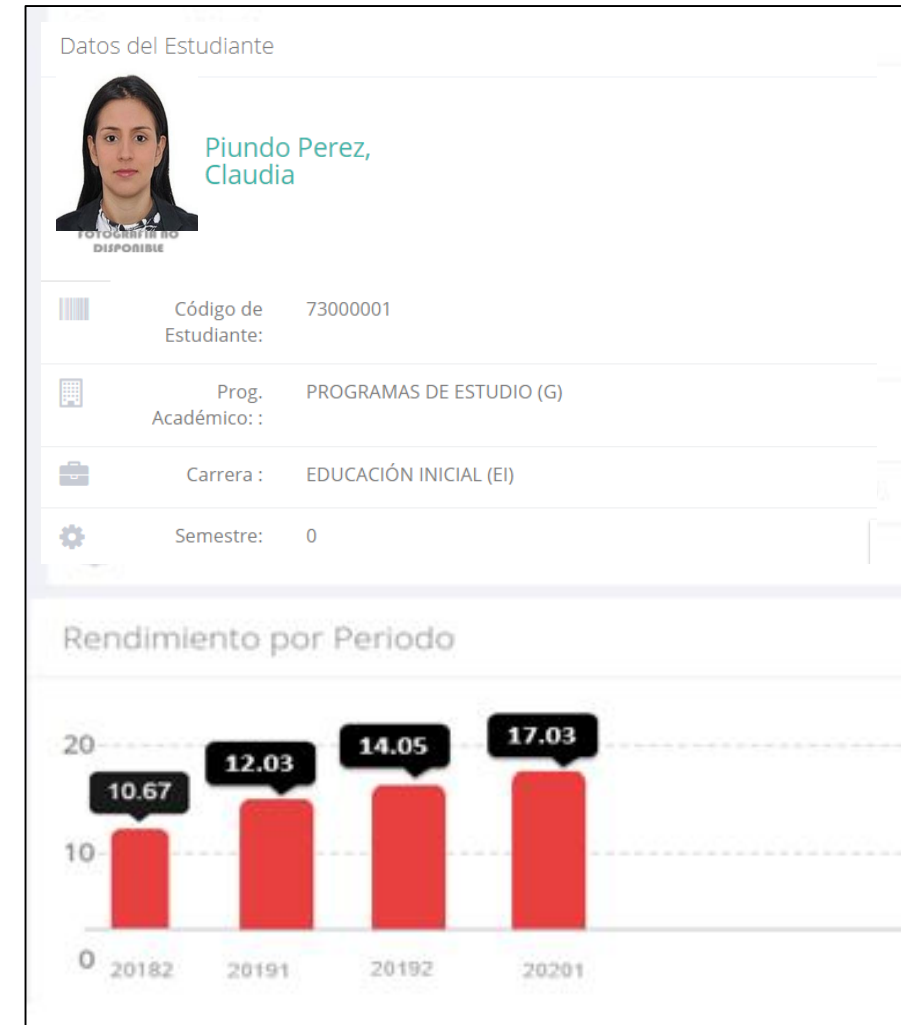 Datos del Estudiante
Piundo Perez,
Claudia
FOTOGRAFÍA NO
DISPONIBLE
Código de
Estudiante:
73000001
Prog.
Académico: :
PROGRAMAS DE ESTUDIO (G)
Carrera :
EDUCACIÓN INICIAL (EI)
Semestre:
0
Rendimiento por Periodo
20
10
0
10.67
12.03
14.05
17.03
20182
20191
20192
20201